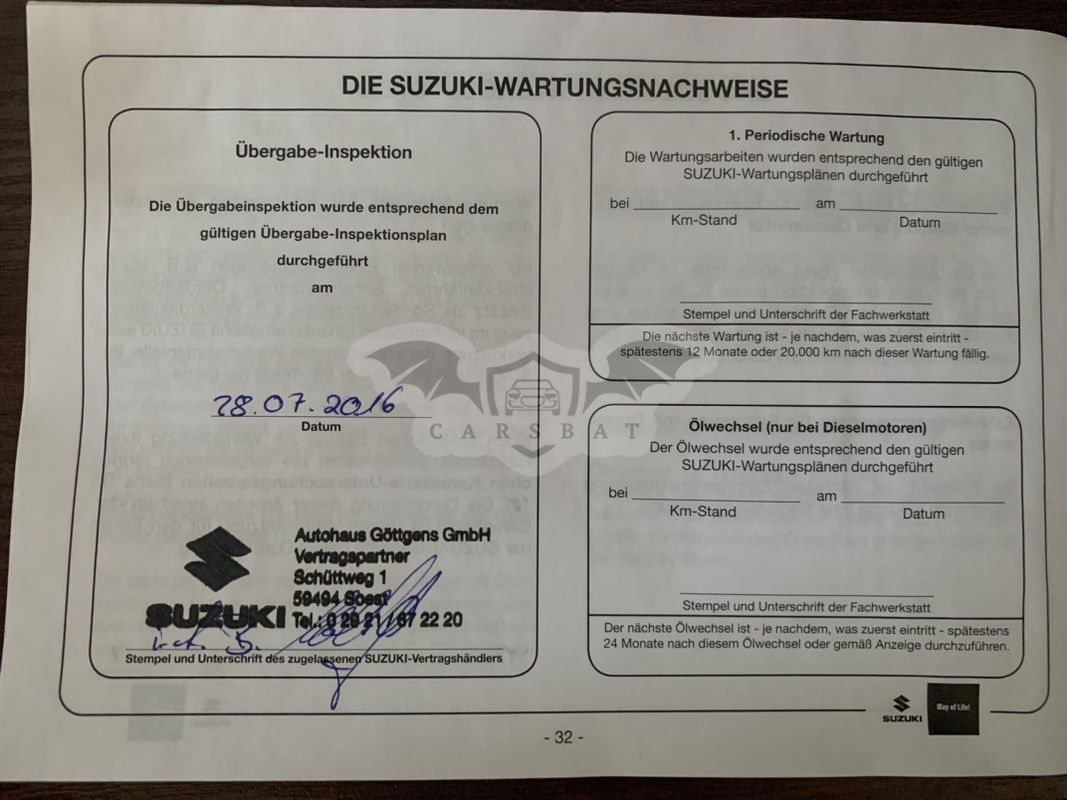 DIE SUZUKI-WARTUNGSNACHWEISE
Übergabe-Inspektion
Die Übergabeinspektion wurde entsprechend dem
gültigen Übergabe-Inspektionsplan
durchgeführt
am
28.07.2016
Datum
Autohaus Göttgens GmbH
Vertragspartner
Schüttweg 1
59494 Soest
SUZUKI Tel.: 0 29 21 / 67 22 20
Stempel und Unterschrift des zugelassenen SUZUKI-Vertragshändlers
1. Periodische Wartung
Die Wartungsarbeiten wurden entsprechend den gültigen
SUZUKI-Wartungsplänen durchgeführt
bei am
Km-Stand Datum
Stempel und Unterschrift der Fachwerkstatt
Die nächste Wartung ist - je nachdem, was zuerst eintritt -
spätestens 12 Monate oder 20.000 km nach dieser Wartung fällig.
CARSBAT
Ölwechsel (nur bei Dieselmotoren)
Der Ölwechsel wurde entsprechend den gültigen
SUZUKI-Wartungsplänen durchgeführt
bei am
Km-Stand Datum
Stempel und Unterschrift der Fachwerkstatt
Der nächste Ölwechsel ist - je nachdem, was zuerst eintritt - spätestens
24 Monate nach diesem Ölwechsel oder gemäß Anzeige durchzuführen.
SUZUKI
Way of Life!
- 32 -